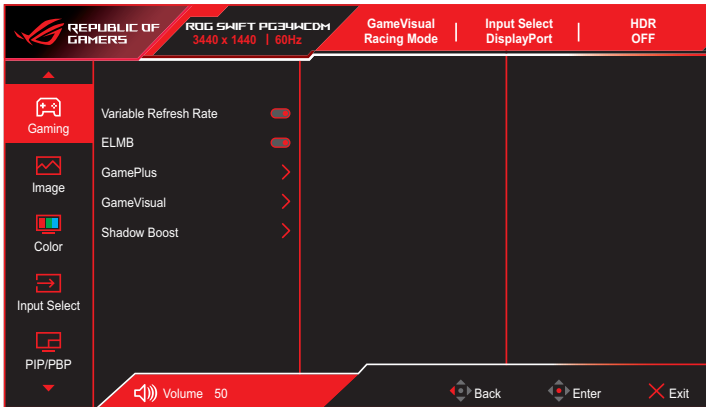 REPUBLIC OF
GAMERS
ROG SWIFT PG34WCDM
3440 x 1440 | 60Hz
GameVisual
Racing Mode
Input Select
DisplayPort
HDR
OFF
Gaming
Image
Color
Input Select
PIP/PBP
Variable Refresh Rate
ELMB
GamePlus
GameVisual
Shadow Boost
Volume 50
Back
Enter
Exit